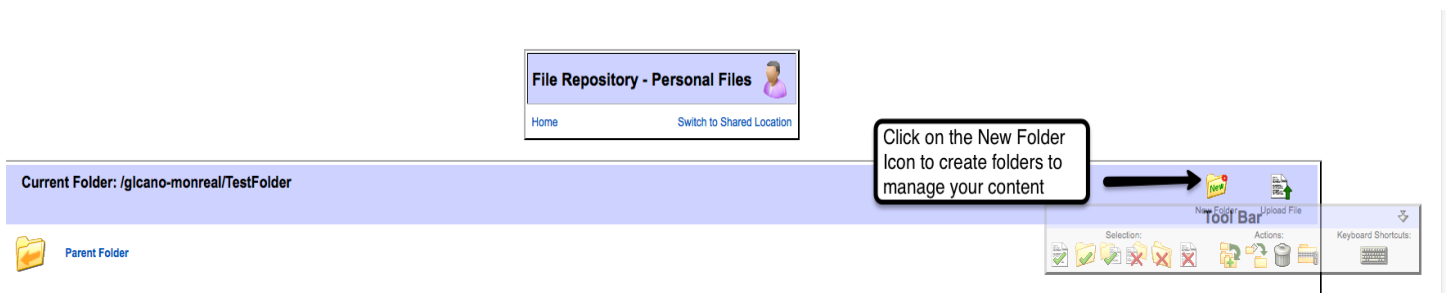 File Repository - Personal Files
Home Switch to Shared Location
Click on the New Folder
Icon to create folders to
manage your content
Current Folder: /glcano-monreal/TestFolder
New
New Folder Upload File
Tool Bar
Selection: Actions: Keyboard Shortcuts:
Parent Folder